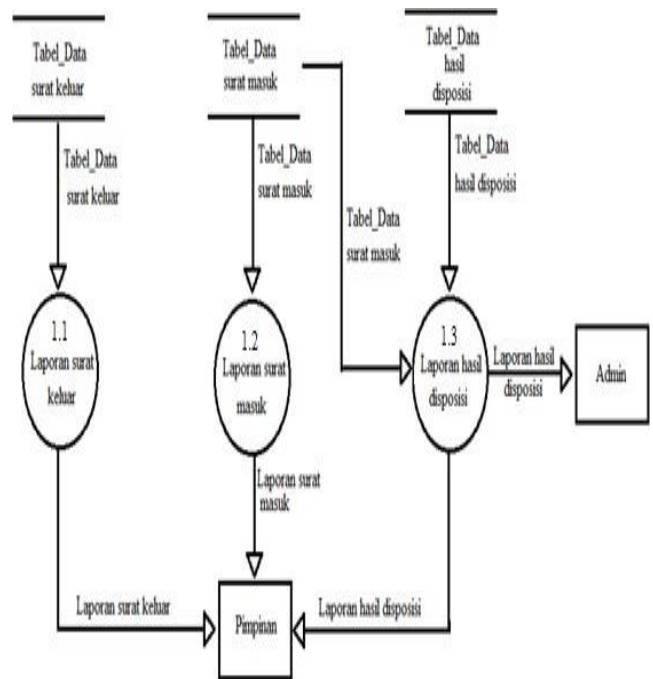 Tabel_Data
surat keluar
Tabel_Data
surat masuk
Tabel_Data
hasil
disposisi
Tabel_Data
surat keluar
Tabel_Data
surat masuk
Tabel_Data
hasil disposisi
Tabel_Data
surat masuk
1.1
Laporan surat
keluar
1.2
Laporan surat
masuk
1.3
Laporan hasil
disposisi
Laporan hasil
disposisi
Admin
Laporan surat
masuk
Laporan surat keluar
Pimpinan
Laporan hasil disposisi